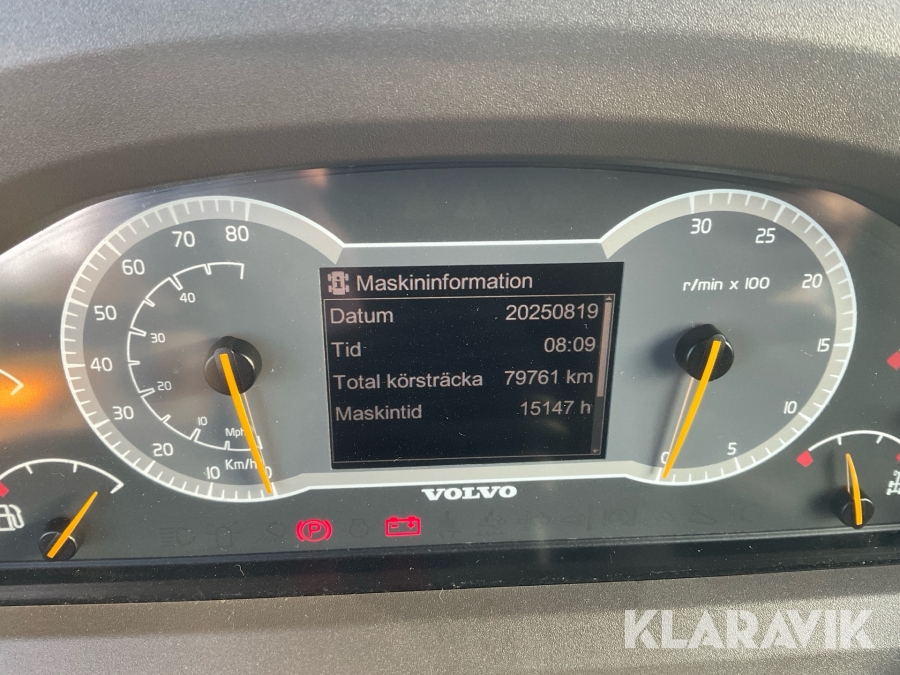 80
70
60
50
40
30
20
10
0
Km/h
40
30
20
10
Mph
Maskininformation
Datum 20250819
Tid 08:09
Total körsträcka 79761 km
Maskintid 15147 h
30
25
20
15
10
5
0
r/min x 100
VOLVO
P
KLARAVIK